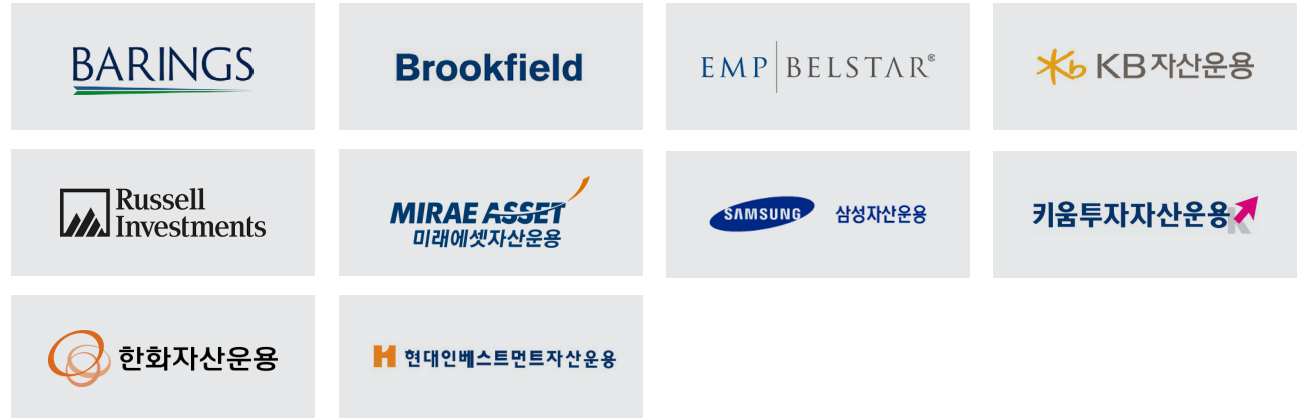 BARINGS
Brookfield
EMP BELSTAR®
Kb KB자산운용
Russell
Investments
MIRAE ASSET
미래에셋자산운용
SAMSUNG 삼성자산운용
키움투자자산운용 K
한화자산운용
H 현대인베스트먼트자산운용